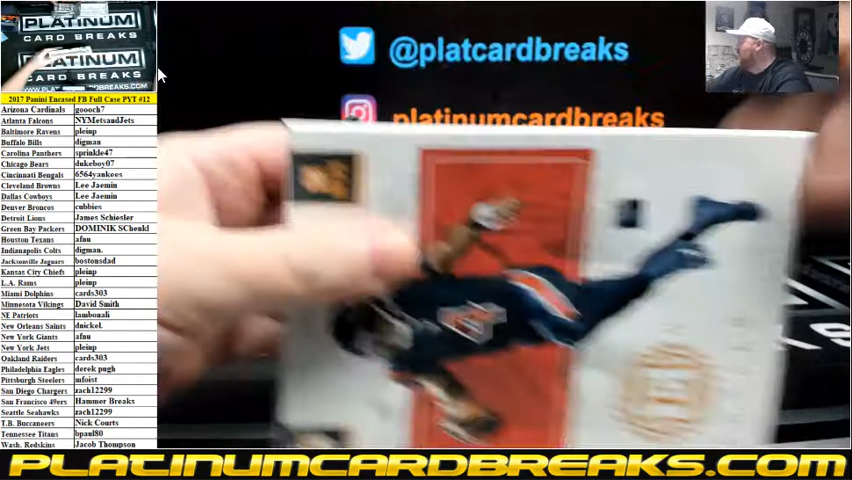 PLATINUM
CARD BREAKS
PLATINUM
CARD BREAKS
@platcardbreaks
platinumcardbreaks
2017 Panini Encased FB Full Case PYT #12
Arizona Cardinals goooch7
Atlanta Falcons NYMetsandJets
Baltimore Ravens pleinp
Buffalo Bills digman
Carolina Panthers sprinkle47
Chicago Bears dukeboy07
Cincinnati Bengals 6564yankees
Cleveland Browns Lee Jaemin
Dallas Cowboys Lee Jaemin
Denver Broncos cubbies
Detroit Lions James Schiesler
Green Bay Packers DOMINIK SChenkl
Houston Texans afnu
Indianapolis Colts digman.
Jacksonville Jaguars bostonsdad
Kansas City Chiefs pleinp
L.A. Rams pleinp
Miami Dolphins cards303
Minnesota Vikings David Smith
NE Patriots lambonali
New Orleans Saints dnickel.
New York Giants afnu
New York Jets pleinp
Oakland Raiders cards303
Philadelphia Eagles derek pugh
Pittsburgh Steelers mfoist
San Diego Chargers zach12299
San Francisco 49ers Hammer Breaks
Seattle Seahawks zach12299
T.B. Buccaneers Nick Courts
Tennessee Titans bpaul80
Wash. Redskins Jacob Thompson
PLATINUMCARDBREAKS.COM